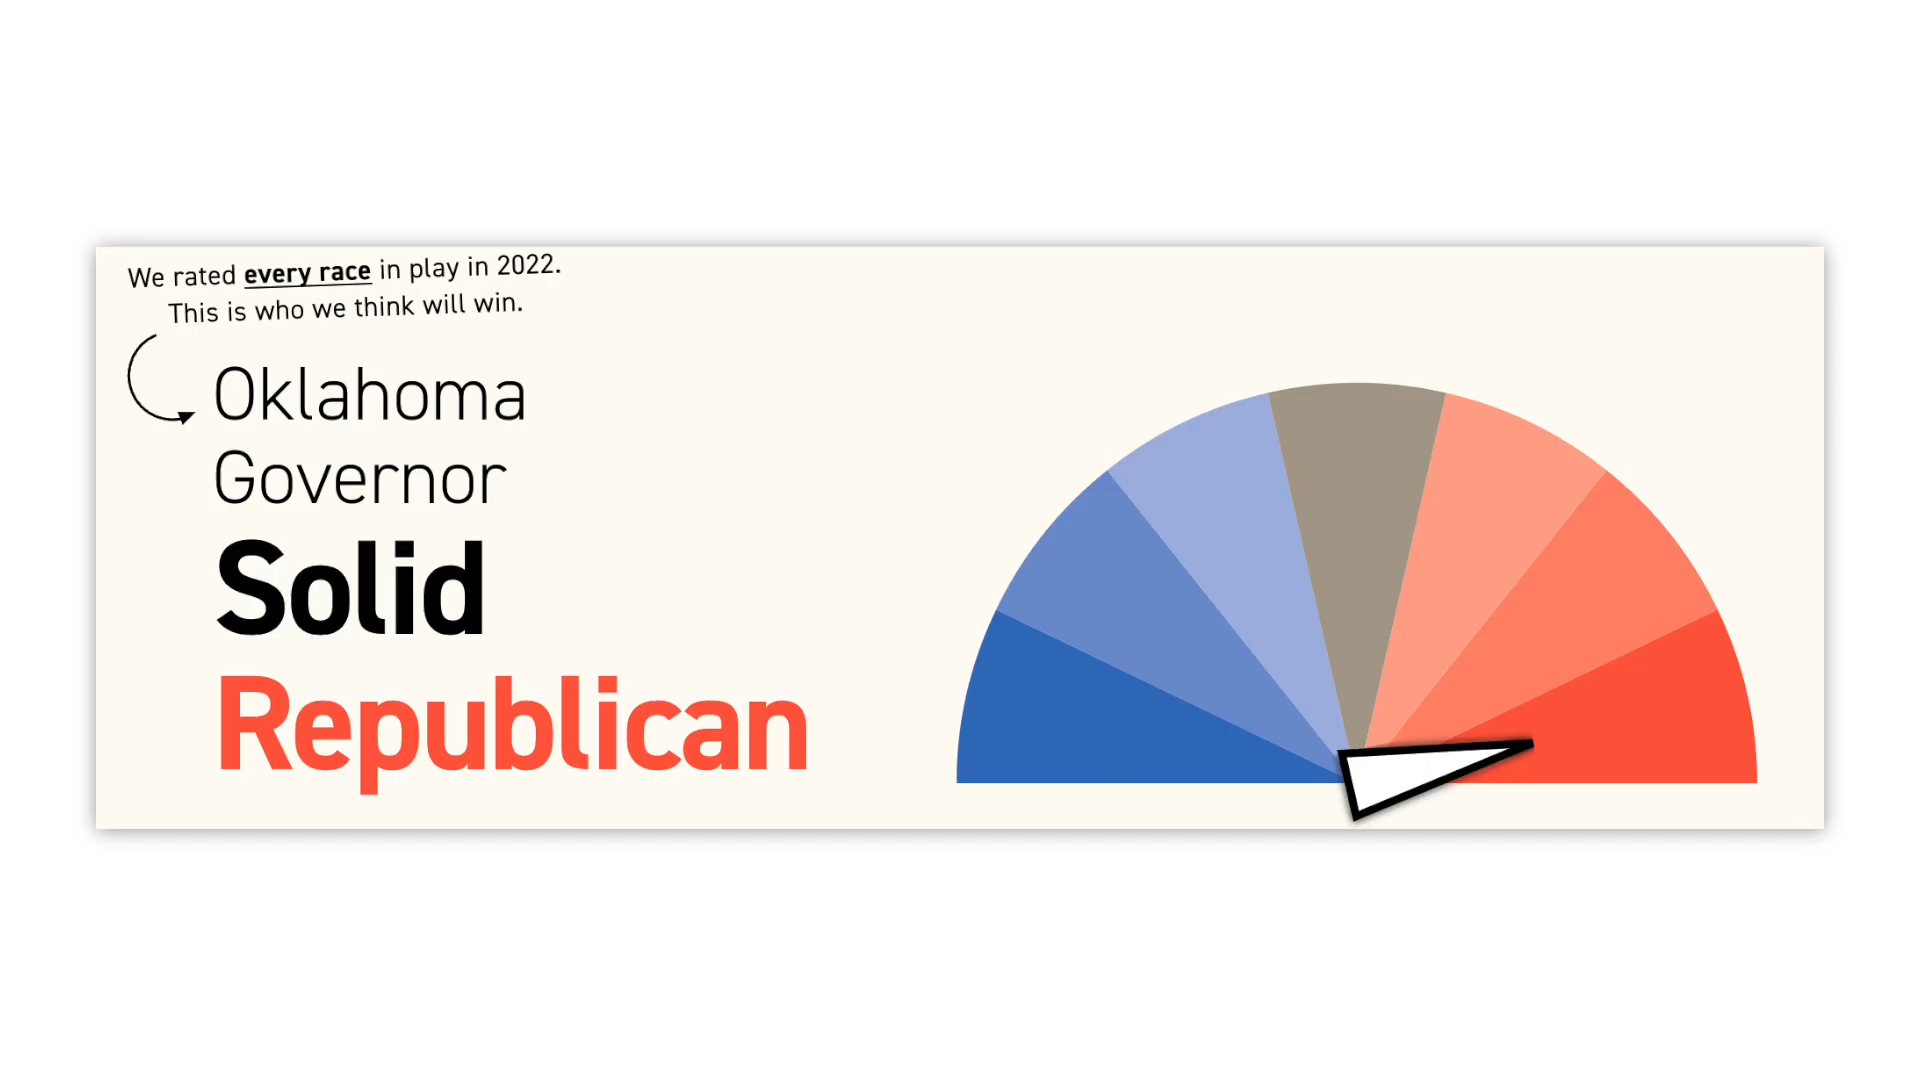 We rated every race in play in 2022.
This is who we think will win.
Oklahoma
Governor
Solid
Republican